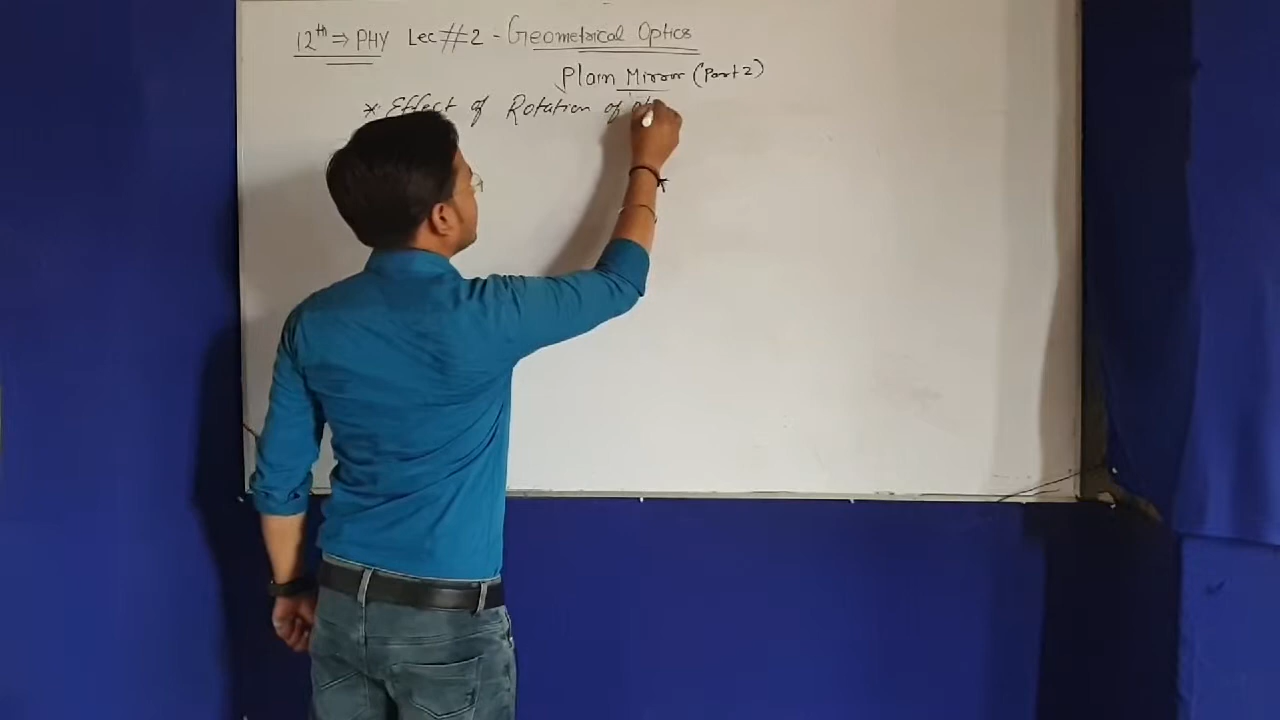 12th ⇒ PHY Lec #2 - Geometrical Optics
Plain Mirror (Part 2)
* Effect of Rotation of